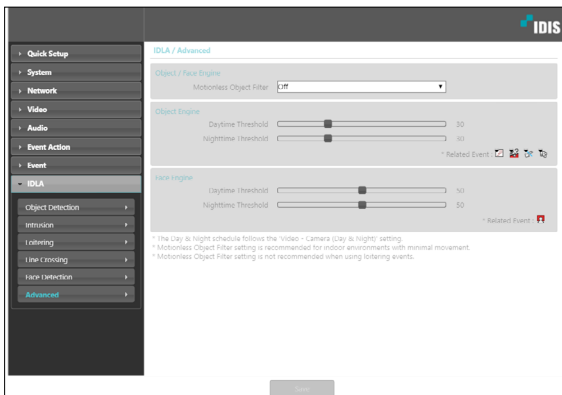 IDIS
Quick Setup
System
Network
Video
Audio
Event Action
Event
IDLA
Object Detection
Intrusion
Loitering
Line Crossing
Face Detection
Advanced
IDLA / Advanced
Object / Face Engine
Motionless Object Filter Off
Object Engine
Daytime Threshold 30
Nighttime Threshold 30
* Related Event :
Face Engine
Daytime Threshold 50
Nighttime Threshold 50
* Related Event :
* The Day & Night schedule follows the 'Video - Camera (Day & Night)' setting.
* Motionless Object Filter setting is recommended for indoor environments with minimal movement.
* Motionless Object Filter setting is not recommended when using loitering events.
Save